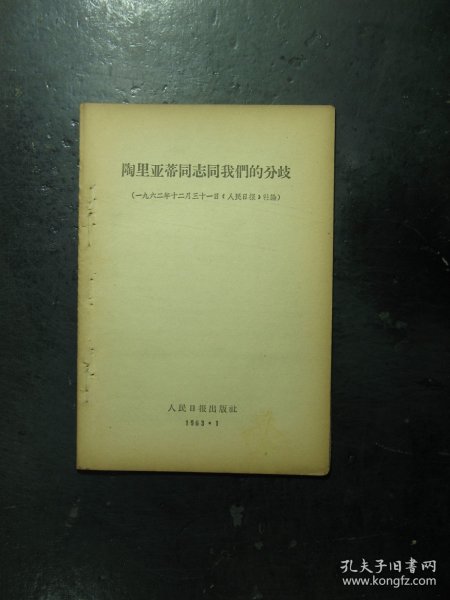 陶里亚蒂同志同我們的分歧
(一九六二年十二月三十一日《人民日报》社論)
人民日报出版社
1963·1
孔夫子旧书网
www.kongfz.com